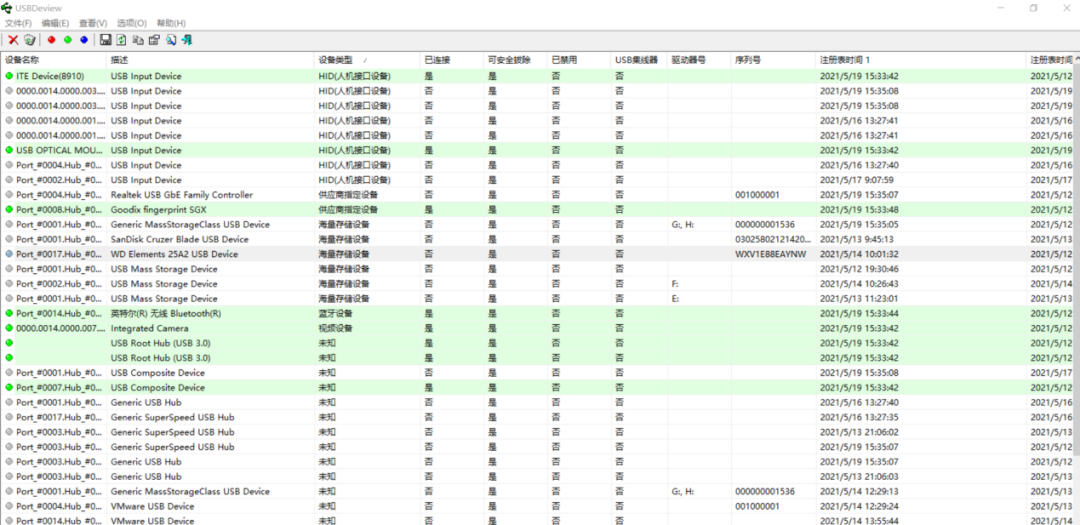 USBDeview
文件(F) 编辑(E) 查看(V) 选项(O) 帮助(H)
设备名称 描述 设备类型 / 已连接 可安全拔除 已禁用 USB集线器 驱动器号 序列号 注册表时间 1 注册表时间
ITE Device(8910) USB Input Device HID(人机接口设备) 是 是 否 否 2021/5/19 15:33:42 2021/5/12
0000.0014.0000.003.... USB Input Device HID(人机接口设备) 否 是 否 否 2021/5/19 15:35:08 2021/5/19
0000.0014.0000.003.... USB Input Device HID(人机接口设备) 否 是 否 否 2021/5/19 15:35:08 2021/5/19
0000.0014.0000.001.... USB Input Device HID(人机接口设备) 否 是 否 否 2021/5/16 13:27:41 2021/5/16
0000.0014.0000.001.... USB Input Device HID(人机接口设备) 否 是 否 否 2021/5/16 13:27:41 2021/5/16
USB OPTICAL MOU... USB Input Device HID(人机接口设备) 是 是 否 否 2021/5/19 15:33:42 2021/5/19
Port_#0004.Hub_#0... USB Input Device HID(人机接口设备) 否 是 否 否 2021/5/16 13:27:40 2021/5/16
Port_#0002.Hub_#0... USB Input Device HID(人机接口设备) 否 是 否 否 2021/5/17 9:07:59 2021/5/17
Port_#0004.Hub_#0... Realtek USB GbE Family Controller 供应商指定设备 否 是 否 否 001000001 2021/5/19 15:35:07 2021/5/12
Port_#0008.Hub_#0... Goodix fingerprint SGX 供应商指定设备 是 是 否 否 2021/5/19 15:33:48 2021/5/12
Port_#0001.Hub_#0... Generic MassStorageClass USB Device 海量存储设备 否 是 否 否 G:, H: 000000001536 2021/5/19 15:35:05 2021/5/12
Port_#0001.Hub_#0... SanDisk Cruzer Blade USB Device 海量存储设备 否 是 否 否 03025802121420... 2021/5/13 9:45:13 2021/5/13
Port_#0017.Hub_#0... WD Elements 25A2 USB Device 海量存储设备 否 是 否 否 WXV1E88EAYNW 2021/5/14 10:01:32 2021/5/13
Port_#0001.Hub_#0... USB Mass Storage Device 海量存储设备 否 是 否 否 2021/5/12 19:30:46 2021/5/12
Port_#0002.Hub_#0... USB Mass Storage Device 海量存储设备 否 是 否 否 F: 2021/5/14 10:26:43 2021/5/14
Port_#0001.Hub_#0... USB Mass Storage Device 海量存储设备 否 是 否 否 E: 2021/5/13 11:23:01 2021/5/13
Port_#0014.Hub_#0... 英特尔(R) 无线 Bluetooth(R) 蓝牙设备 是 是 否 否 2021/5/19 15:33:44 2021/5/12
0000.0014.0000.007.... Integrated Camera 视频设备 是 是 否 否 2021/5/19 15:33:42 2021/5/12
USB Root Hub (USB 3.0) 未知 是 是 否 否 2021/5/19 15:33:42 2021/5/12
USB Root Hub (USB 3.0) 未知 是 是 否 否 2021/5/19 15:33:42 2021/5/12
Port_#0001.Hub_#0... USB Composite Device 未知 否 是 否 否 2021/5/19 15:35:08 2021/5/17
Port_#0007.Hub_#0... USB Composite Device 未知 是 是 否 否 2021/5/19 15:33:42 2021/5/12
Port_#0001.Hub_#0... Generic USB Hub 未知 否 是 否 否 2021/5/16 13:27:40 2021/5/16
Port_#0017.Hub_#0... Generic SuperSpeed USB Hub 未知 否 是 否 否 2021/5/16 13:27:35 2021/5/16
Port_#0003.Hub_#0... Generic SuperSpeed USB Hub 未知 否 是 否 否 2021/5/13 21:06:02 2021/5/13
Port_#0003.Hub_#0... Generic SuperSpeed USB Hub 未知 否 是 否 否 2021/5/19 15:35:07 2021/5/12
Port_#0003.Hub_#0... Generic USB Hub 未知 否 是 否 否 2021/5/19 15:35:07 2021/5/12
Port_#0003.Hub_#0... Generic USB Hub 未知 否 是 否 否 2021/5/13 21:06:03 2021/5/13
Port_#0001.Hub_#0... Generic MassStorageClass USB Device 未知 否 是 否 否 G:, H: 000000001536 2021/5/14 12:29:13 2021/5/14
Port_#0004.Hub_#0... VMware USB Device 未知 否 是 否 否 001000001 2021/5/14 12:29:24 2021/5/14
Port_#0014.Hub_#0... VMware USB Device 未知 否 是 否 否 2021/5/14 13:55:44 2021/5/14